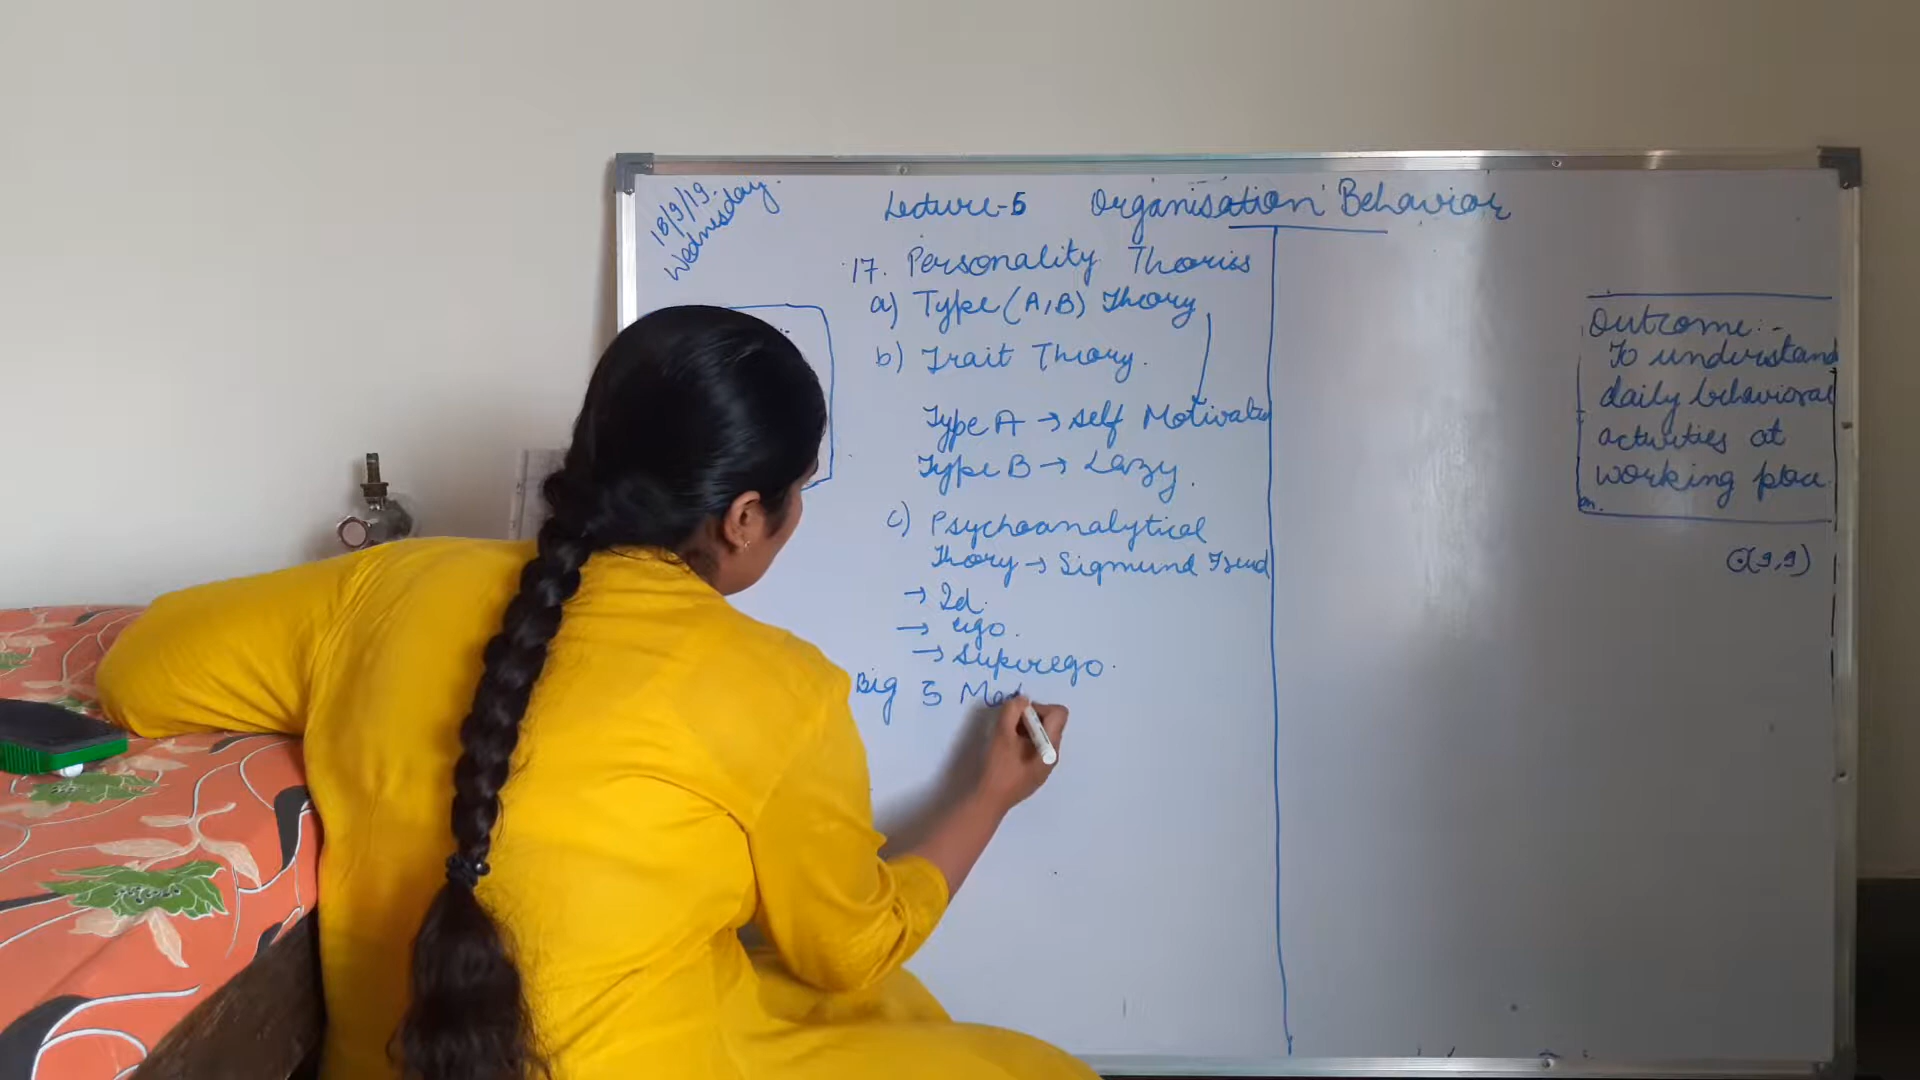 18/9/19.
Wednesday.
Lecture-5 Organisation Behavior
17. Personality Theories
a) Type (A,B) Theory
b) Trait Theory.
Type A → Self Motivated
Type B → Lazy.
c) Psychoanalytical
Theory → Sigmund Freud
→ Id.
→ ego.
→ superego.
Big 5 Mod
Outcome:-
To understand
daily behavioral
activities at
working place.
(9,9)